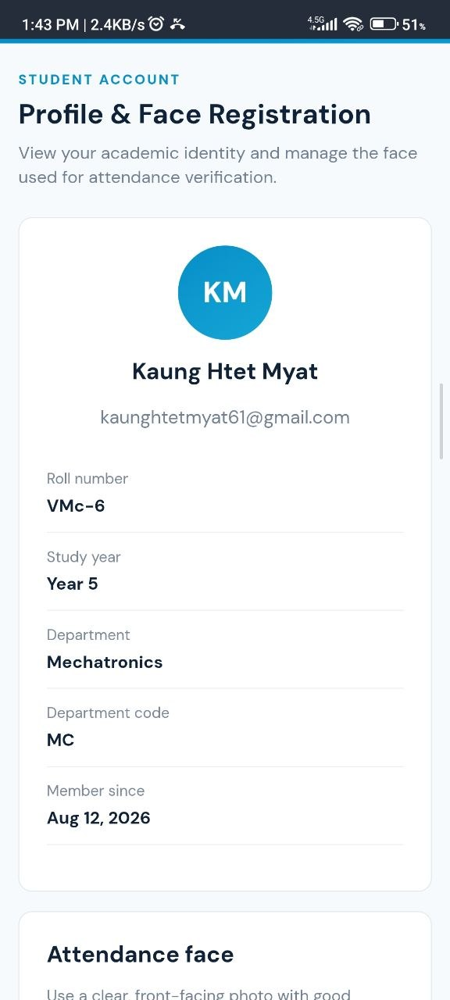 1:43 PM | 2.4KB/s 4.5G 51%
STUDENT ACCOUNT
Profile & Face Registration
View your academic identity and manage the face
used for attendance verification.
KM
Kaung Htet Myat
kaunghtetmyat61@gmail.com
Roll number
VMc-6
Study year
Year 5
Department
Mechatronics
Department code
MC
Member since
Aug 12, 2026
Attendance face
Use a clear, front-facing photo with good